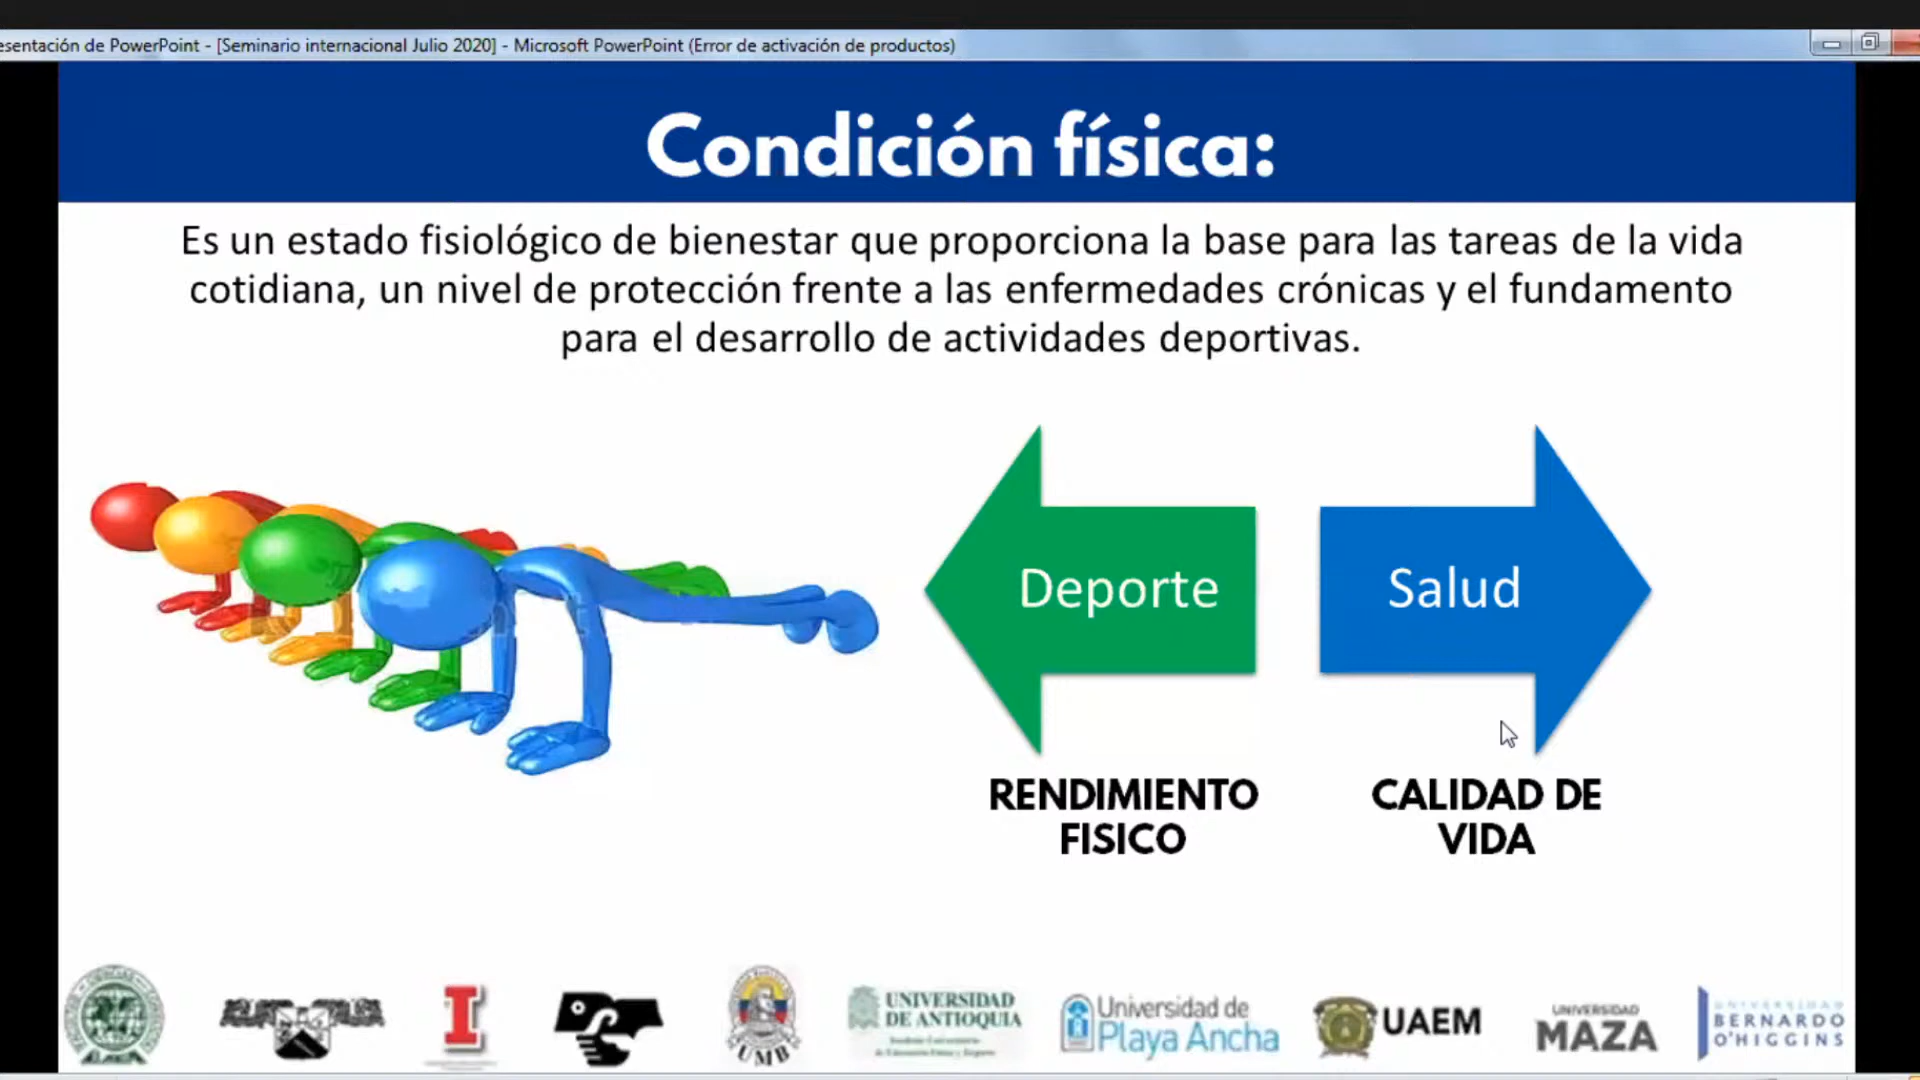 esentación de PowerPoint - [Seminario internacional Julio 2020] - Microsoft PowerPoint (Error de activación de productos)
Condición física:
Es un estado fisiológico de bienestar que proporciona la base para las tareas de la vida
cotidiana, un nivel de protección frente a las enfermedades crónicas y el fundamento
para el desarrollo de actividades deportivas.
Deporte
Salud
RENDIMIENTO
FISICO
CALIDAD DE
VIDA
I
UMB
UNIVERSIDAD
DE ANTIOQUIA
Universidad de
Playa Ancha
UAEM
UNIVERSIDAD
MAZA
UNIVERSIDAD
BERNARDO
O'HIGGINS